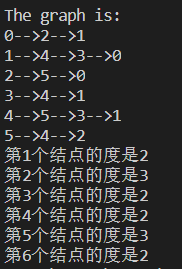 The graph is:
0-->2-->1
1-->4-->3-->0
2-->5-->0
3-->4-->1
4-->5-->3-->1
5-->4-->2
第1个结点的度是2
第2个结点的度是3
第3个结点的度是2
第4个结点的度是2
第5个结点的度是3
第6个结点的度是2